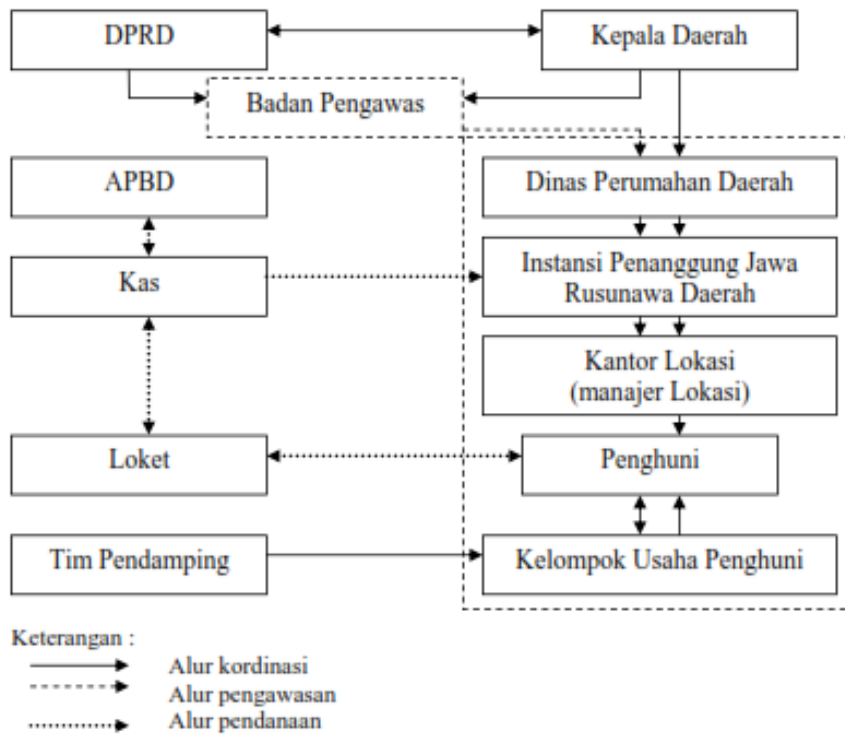 DPRD
Kepala Daerah
Badan Pengawas
APBD
Dinas Perumahan Daerah
Kas
Instansi Penanggung Jawa
Rusunawa Daerah
Kantor Lokasi
(manajer Lokasi)
Loket
Penghuni
Tim Pendamping
Kelompok Usaha Penghuni
Keterangan :
Alur kordinasi
Alur pengawasan
Alur pendanaan